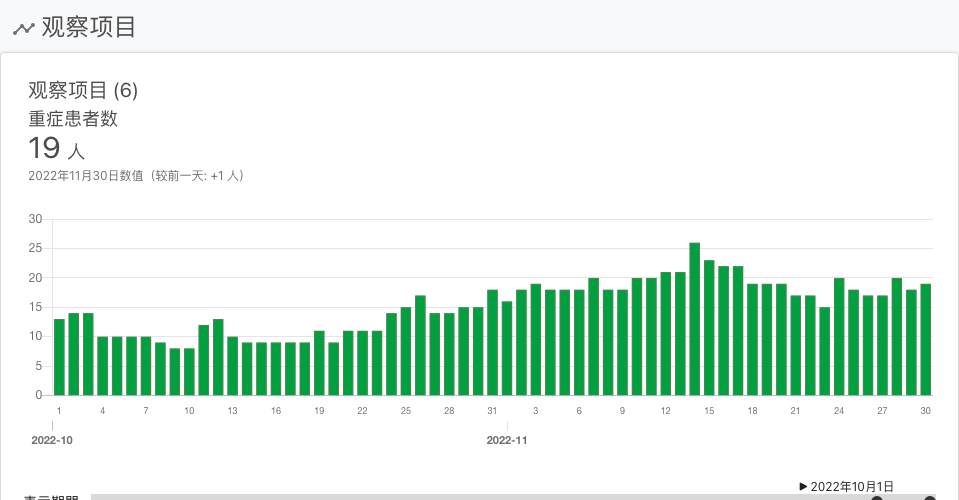 观察项目
观察项目 (6)
重症患者数
19 人
2022年11月30日数值（较前一天: +1 人）
30
25
20
15
10
5
0
1 4 7 10 13 16 19 22 25 28 31 3 6 9 12 15 18 21 24 27 30
2022-10 2022-11
▶ 2022年10月1日
表示期間